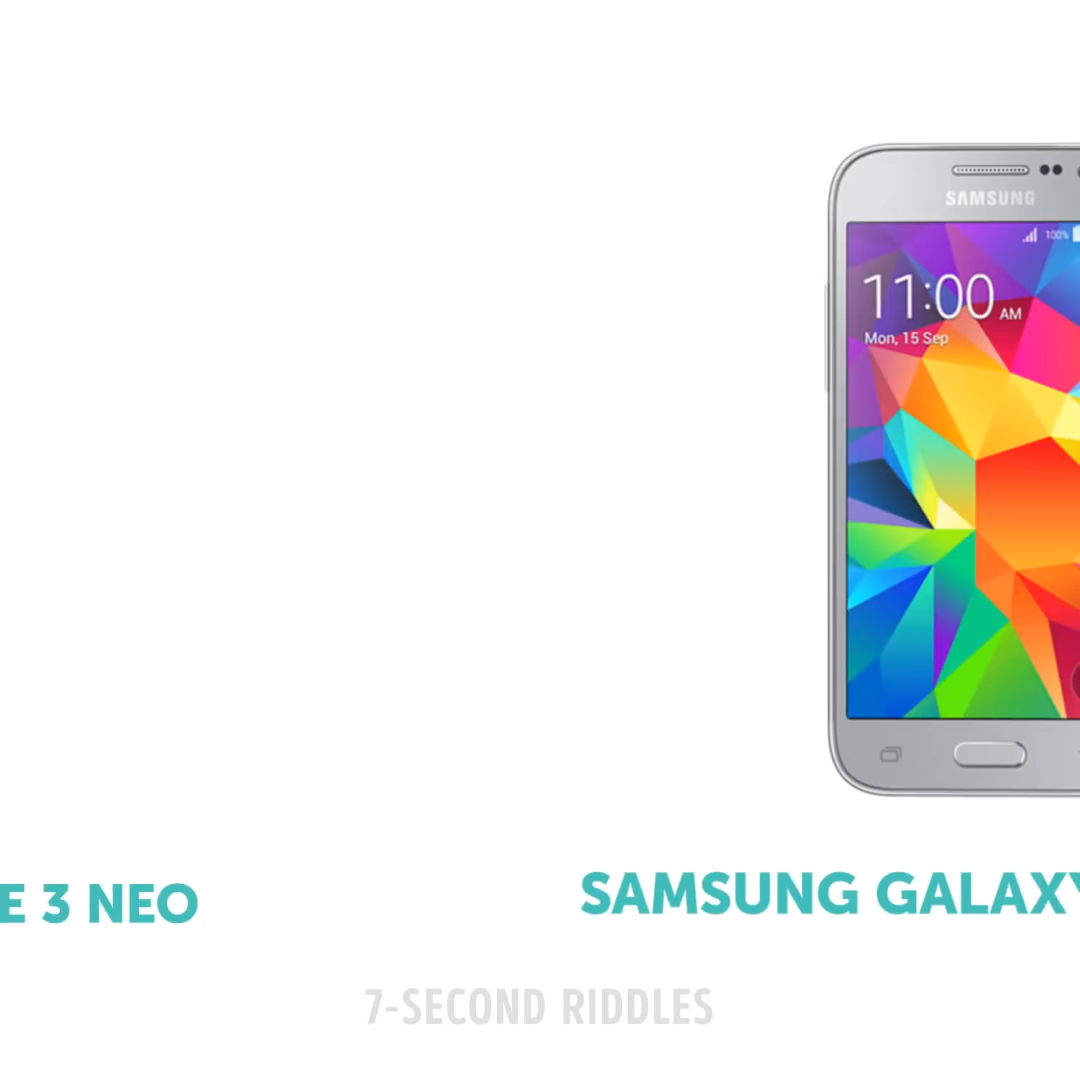 SAMSUNG
100%
11:00 AM
Mon, 15 Sep
E 3 NEO
SAMSUNG GALAXY
7-SECOND RIDDLES